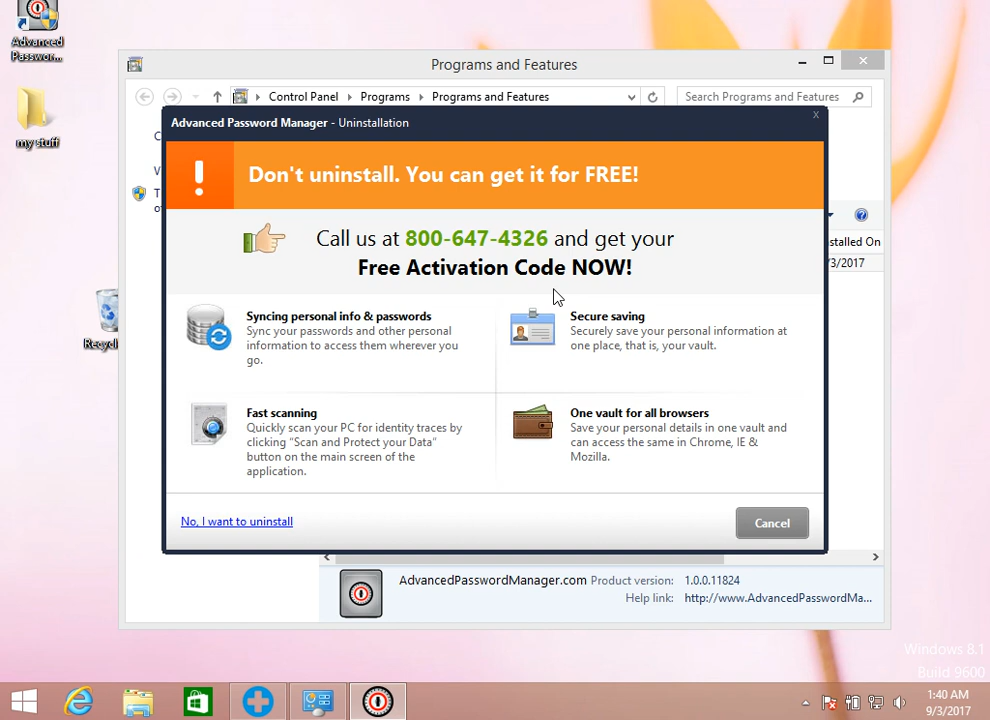 Advanced
Passwor...
my stuff
Recycl
Programs and Features
Control Panel
Programs
Programs and Features
Search Programs and Features
Advanced Password Manager - Uninstallation
x
Don't uninstall. You can get it for FREE!
Call us at 800-647-4326 and get your
Free Activation Code NOW!
Syncing personal info & passwords
Sync your passwords and other personal
information to access them wherever you
go.
Secure saving
Securely save your personal information at
one place, that is, your vault.
Fast scanning
Quickly scan your PC for identity traces by
clicking "Scan and Protect your Data"
button on the main screen of the
application.
One vault for all browsers
Save your personal details in one vault and
can access the same in Chrome, IE &
Mozilla.
No, I want to uninstall
Cancel
C
V
T
of
stalled On
/3/2017
AdvancedPasswordManager.com Product version: 1.0.0.11824
Help link: http://www.AdvancedPasswordMa...
Windows 8.1
Build 9600
1:40 AM
9/3/2017